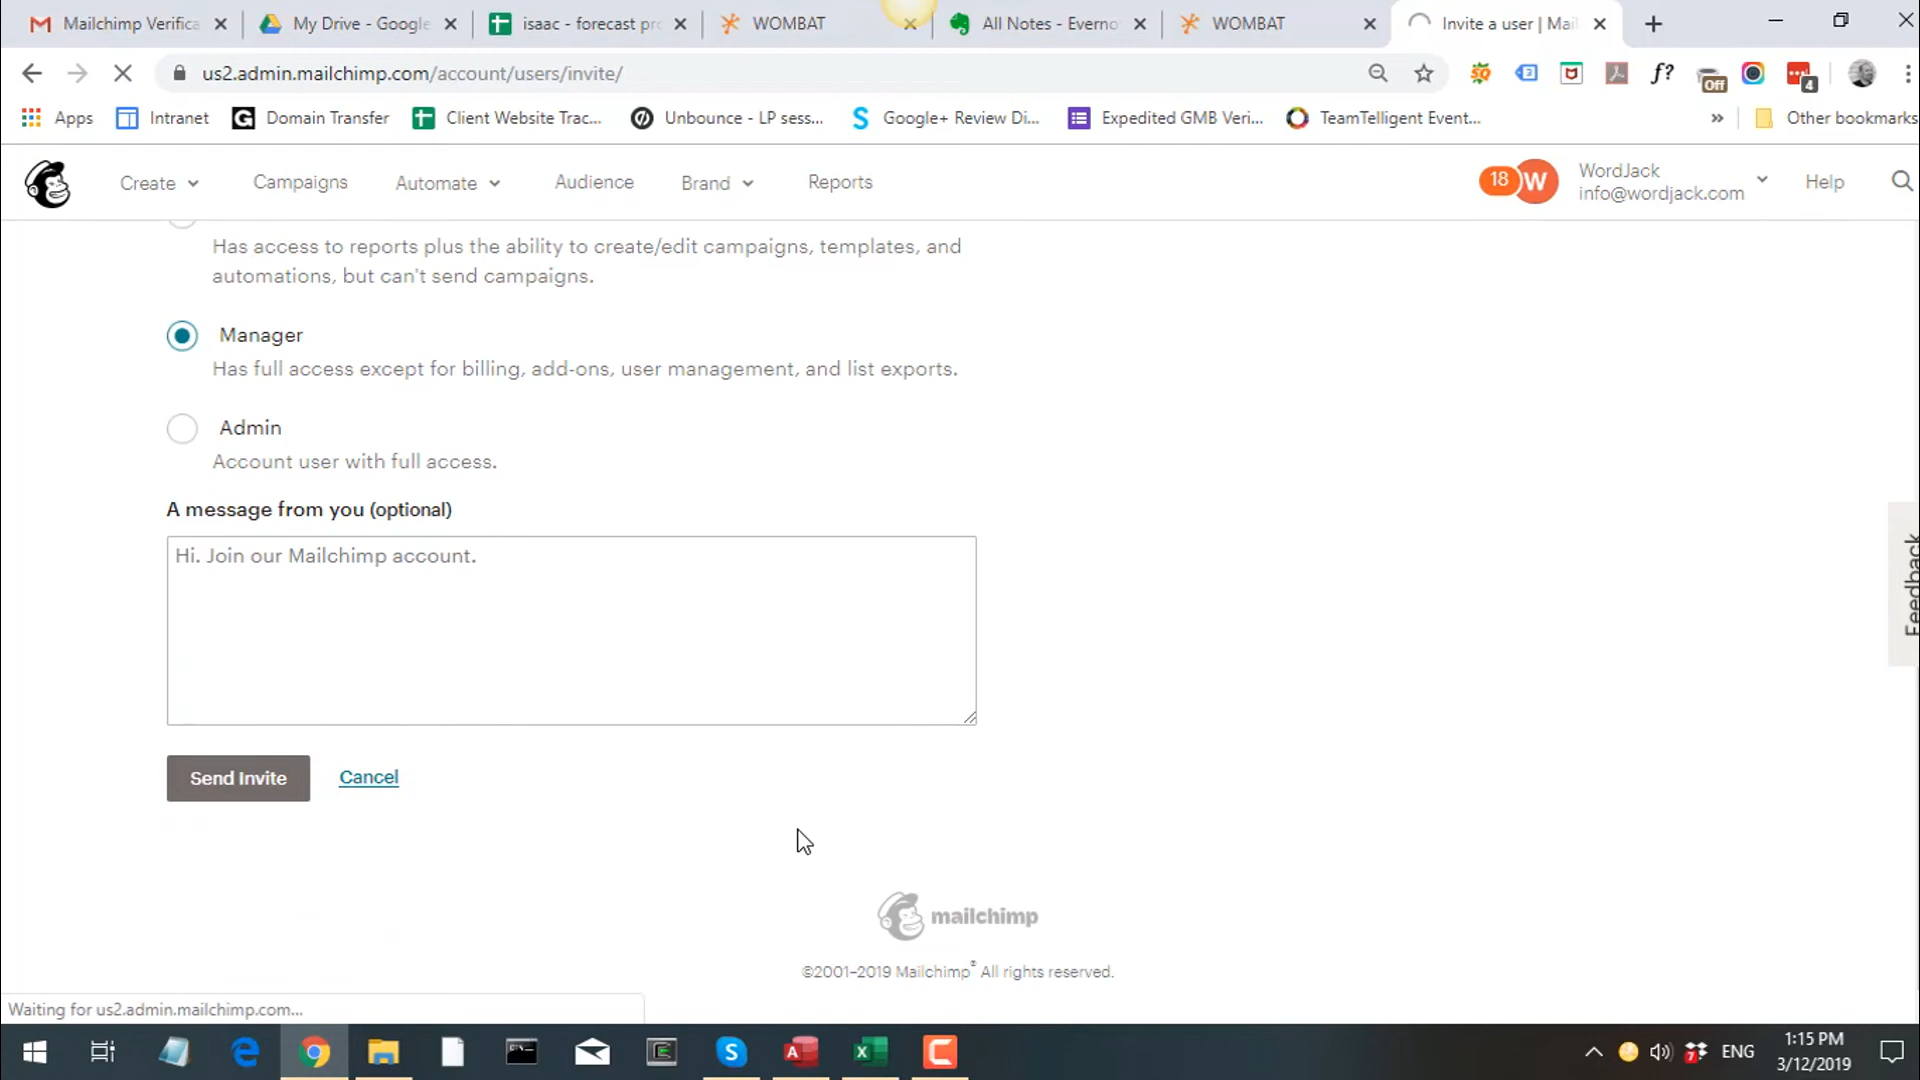 Mailchimp Verifica
My Drive - Google
isaac - forecast pr
WOMBAT
All Notes - Everno
WOMBAT
Invite a user | Mail
us2.admin.mailchimp.com/account/users/invite/
f?
Off
4
Apps
Intranet
Domain Transfer
Client Website Trac...
Unbounce - LP sess...
Google+ Review Di...
Expedited GMB Veri...
TeamTelligent Event...
»
Other bookmarks
Create
Campaigns
Automate
Audience
Brand
Reports
18
W
WordJack
info@wordjack.com
Help
Has access to reports plus the ability to create/edit campaigns, templates, and
automations, but can't send campaigns.
Manager
Has full access except for billing, add-ons, user management, and list exports.
Admin
Account user with full access.
A message from you (optional)
Hi. Join our Mailchimp account.
Send Invite
Cancel
Feedback
mailchimp
©2001-2019 Mailchimp® All rights reserved.
Waiting for us2.admin.mailchimp.com...
ENG
1:15 PM
3/12/2019